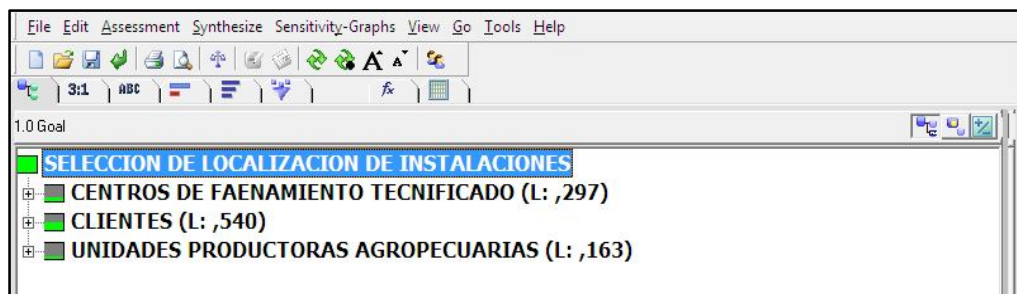 File Edit Assessment Synthesize Sensitivity-Graphs View Go Tools Help
A A
3:1 ABC fx
1.0 Goal
SELECCION DE LOCALIZACION DE INSTALACIONES
CENTROS DE FAENAMIENTO TECNIFICADO (L: ,297)
CLIENTES (L: ,540)
UNIDADES PRODUCTORAS AGROPECUARIAS (L: ,163)